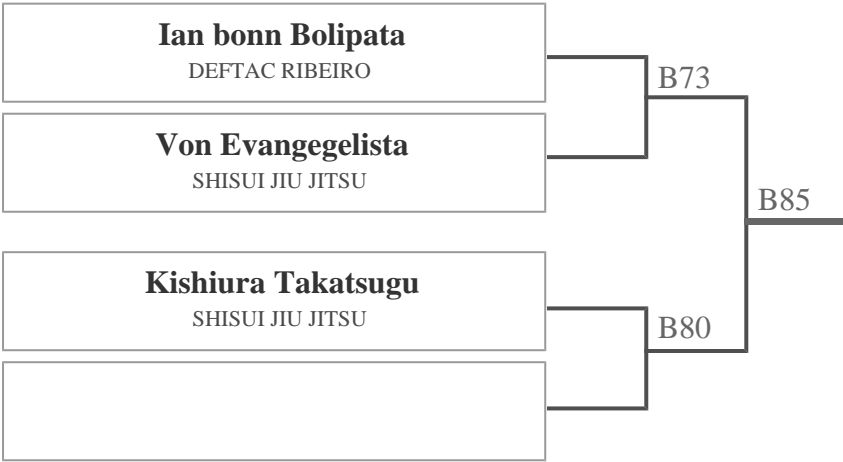 Ian bonn Bolipata
DEFTAC RIBEIRO
B73
Von Evangegelista
SHISUI JIU JITSU
B85
Kishiura Takatsugu
SHISUI JIU JITSU
B80